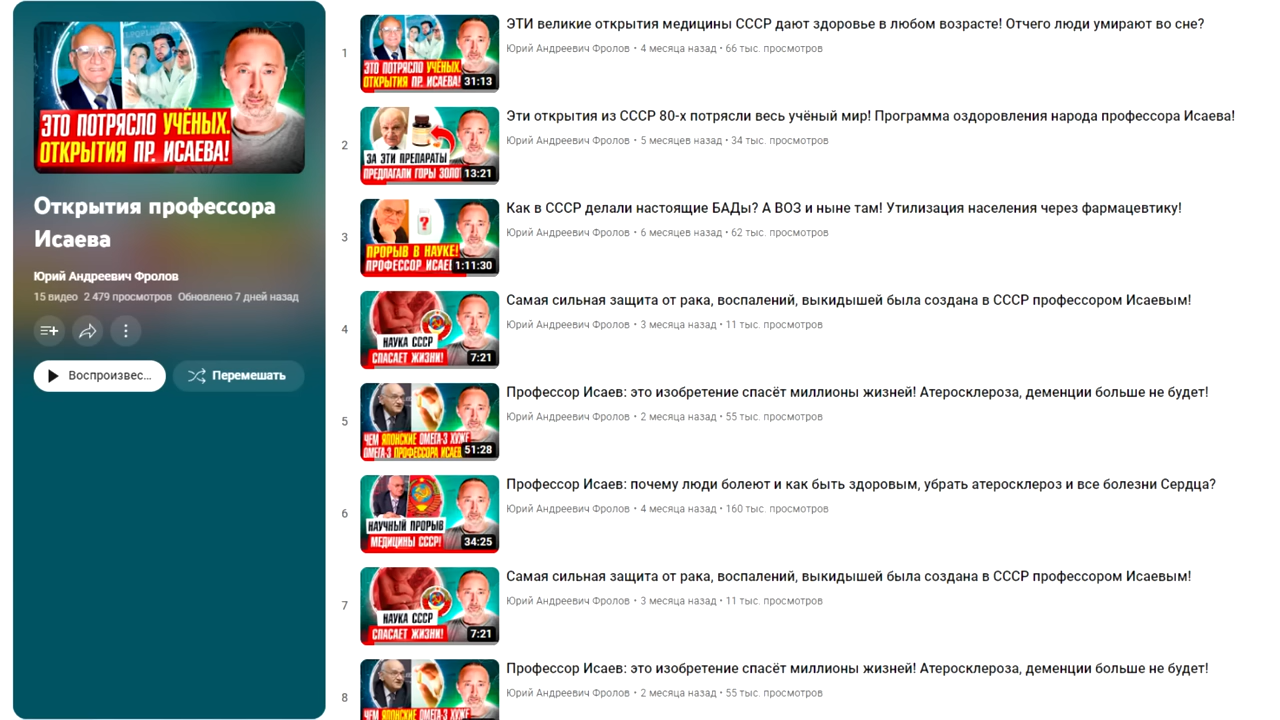 ЭТО ПОТРЯСЛО УЧЁНЫХ.
ОТКРЫТИЯ ПР. ИСАЕВА!
Открытия профессора
Исаева
Юрий Андреевич Фролов
15 видео 2 479 просмотров Обновлено 7 дней назад
Воспроизвес...
Перемешать
1
ЭТО ПОТРЯСЛО УЧЁНЫХ.
ОТКРЫТИЯ ПР. ИСАЕВА!
31:13
ЭТИ великие открытия медицины СССР дают здоровье в любом возрасте! Отчего люди умирают во сне?
Юрий Андреевич Фролов • 4 месяца назад • 66 тыс. просмотров
2
ЗА ЭТИ ПРЕПАРАТЫ
ПРЕДЛАГАЛИ ГОРЫ
13:21
Эти открытия из СССР 80-х потрясли весь учёный мир! Программа оздоровления народа профессора Исаева!
Юрий Андреевич Фролов • 5 месяцев назад • 34 тыс. просмотров
3
?
ПРОРЫВ В НАУКЕ!
ПРОФЕССОР
1:11:30
Как в СССР делали настоящие БАДы? А ВОЗ и ныне там! Утилизация населения через фармацевтику!
Юрий Андреевич Фролов • 6 месяцев назад • 62 тыс. просмотров
4
НАУКА СССР
СПАСАЕТ ЖИЗНИ!
7:21
Самая сильная защита от рака, воспалений, выкидышей была создана в СССР профессором Исаевым!
Юрий Андреевич Фролов • 3 месяца назад • 11 тыс. просмотров
5
ЧЕМ ЯПОНСКИЕ ОМЕГА-3 ХУЖЕ
ОМЕГА-3 ПРОФЕССОРА
51:28
Профессор Исаев: это изобретение спасёт миллионы жизней! Атеросклероза, деменции больше не будет!
Юрий Андреевич Фролов • 2 месяца назад • 55 тыс. просмотров
6
НАУЧНЫЙ ПРОРЫВ
МЕДИЦИНЫ СССР!
34:25
Профессор Исаев: почему люди болеют и как быть здоровым, убрать атеросклероз и все болезни Сердца?
Юрий Андреевич Фролов • 4 месяца назад • 160 тыс. просмотров
7
НАУКА СССР
СПАСАЕТ ЖИЗНИ!
7:21
Самая сильная защита от рака, воспалений, выкидышей была создана в СССР профессором Исаевым!
Юрий Андреевич Фролов • 3 месяца назад • 11 тыс. просмотров
8
ЧЕМ ЯПОНСКИЕ ОМЕГА-3 ХУЖЕ
Профессор Исаев: это изобретение спасёт миллионы жизней! Атеросклероза, деменции больше не будет!
Юрий Андреевич Фролов • 2 месяца назад • 55 тыс. просмотров